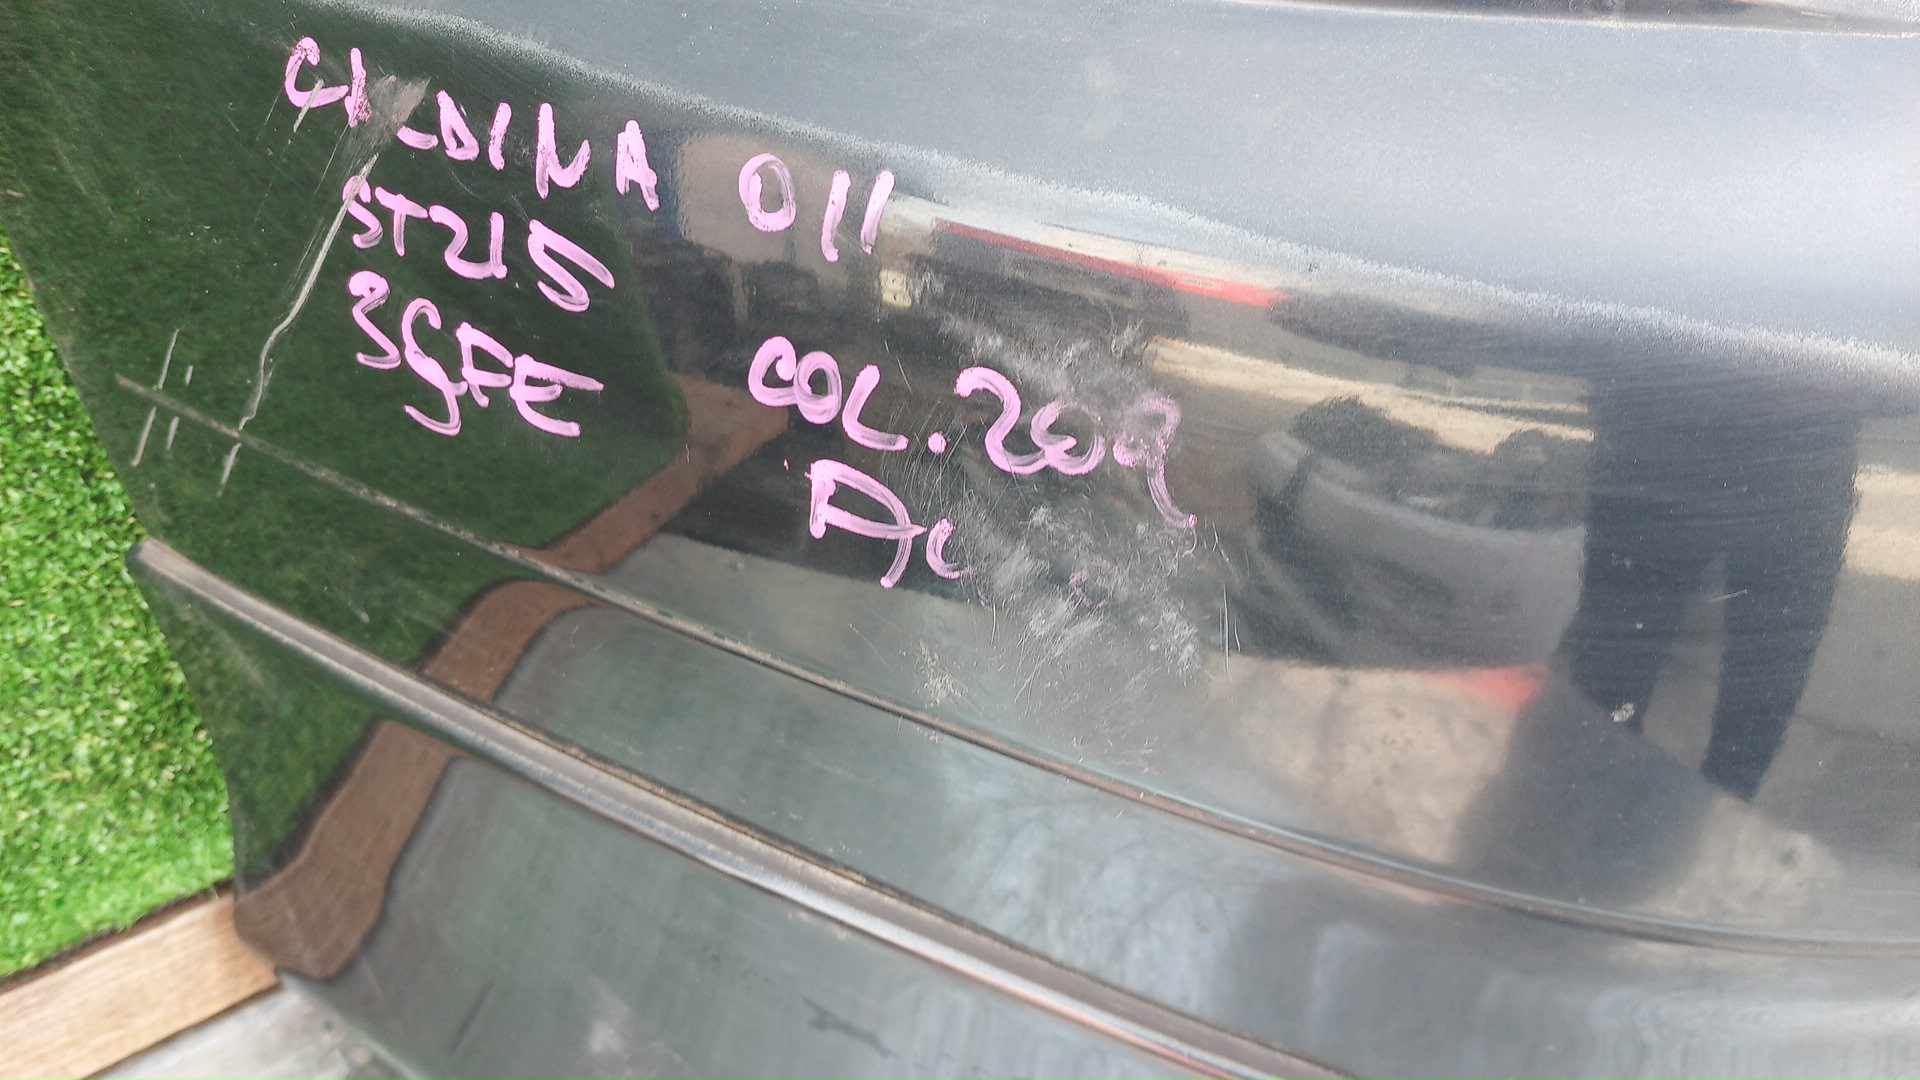 CALDINA 011
ST215
3SFE
COL. 209